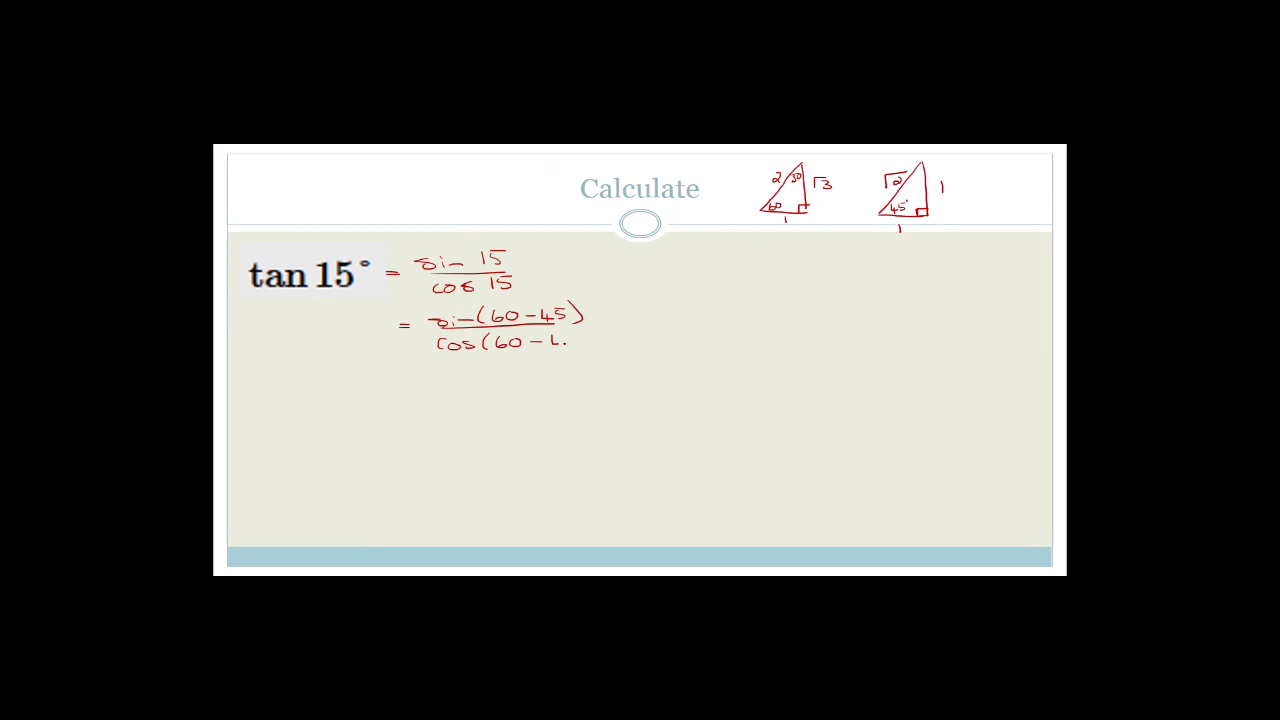 Calculate
2 30 √3
60
1
√2 1
45°
1
tan 15° = sin 15
cos 15
= sin(60 - 45)
cos(60 -